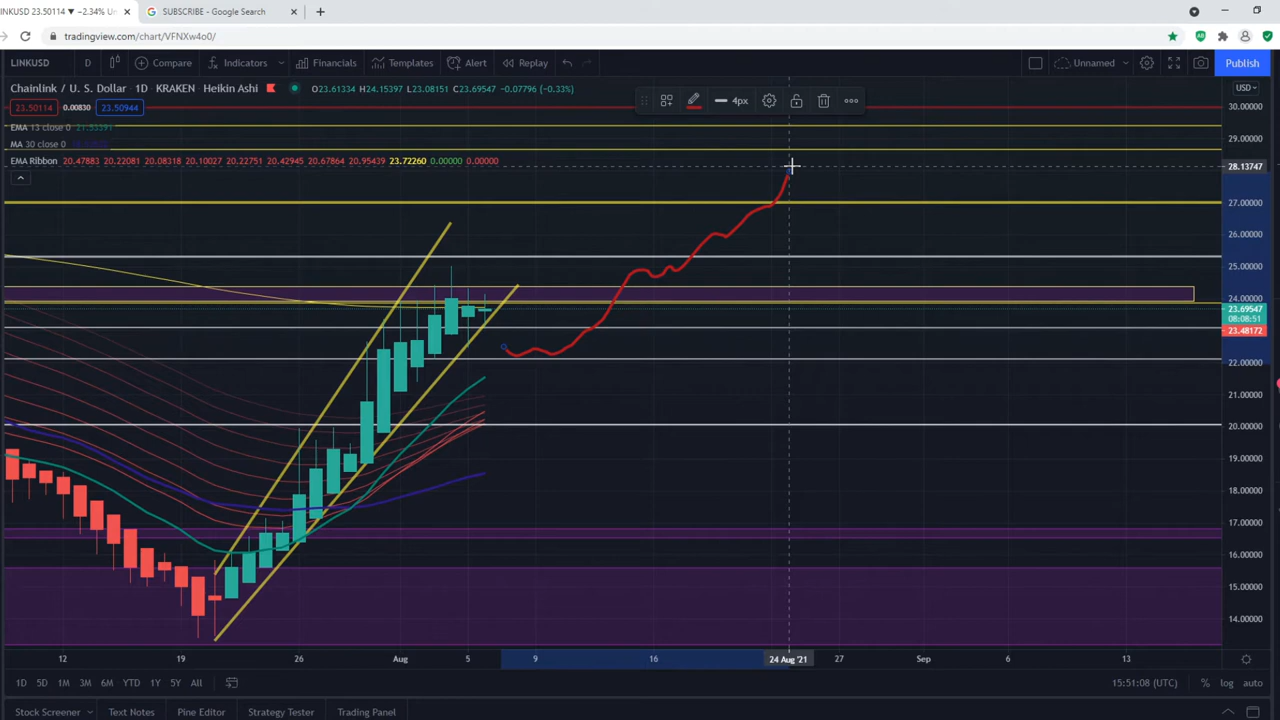 INKUSD 23.50114 ▼ −2.34% Unna
SUBSCRIBE - Google Search
tradingview.com/chart/VFNXw4o0/
LINKUSD D Compare Indicators Financials Templates Alert Replay Unnamed Publish
Chainlink / U. S. Dollar · 1D · KRAKEN · Heikin Ashi O23.61334 H24.15397 L23.08151 C23.69547 −0.07796 (−0.33%)
USD
23.50114 0.00830 23.50944
4px
EMA 13 close 0 21.53391
MA 30 close 0
EMA Ribbon 20.47883 20.22081 20.08318 20.10027 20.22751 20.42945 20.67864 20.95439 23.72260 0.00000 0.00000
30.00000
29.00000
28.13747
27.00000
26.00000
25.00000
24.00000
23.69547
08:08:51
23.48172
22.00000
21.00000
20.00000
19.00000
18.00000
17.00000
16.00000
15.00000
14.00000
12 19 26 Aug 5 9 16 24 Aug '21 27 Sep 6 13
1D 5D 1M 3M 6M YTD 1Y 5Y All 15:51:08 (UTC) % log auto
Stock Screener Text Notes Pine Editor Strategy Tester Trading Panel